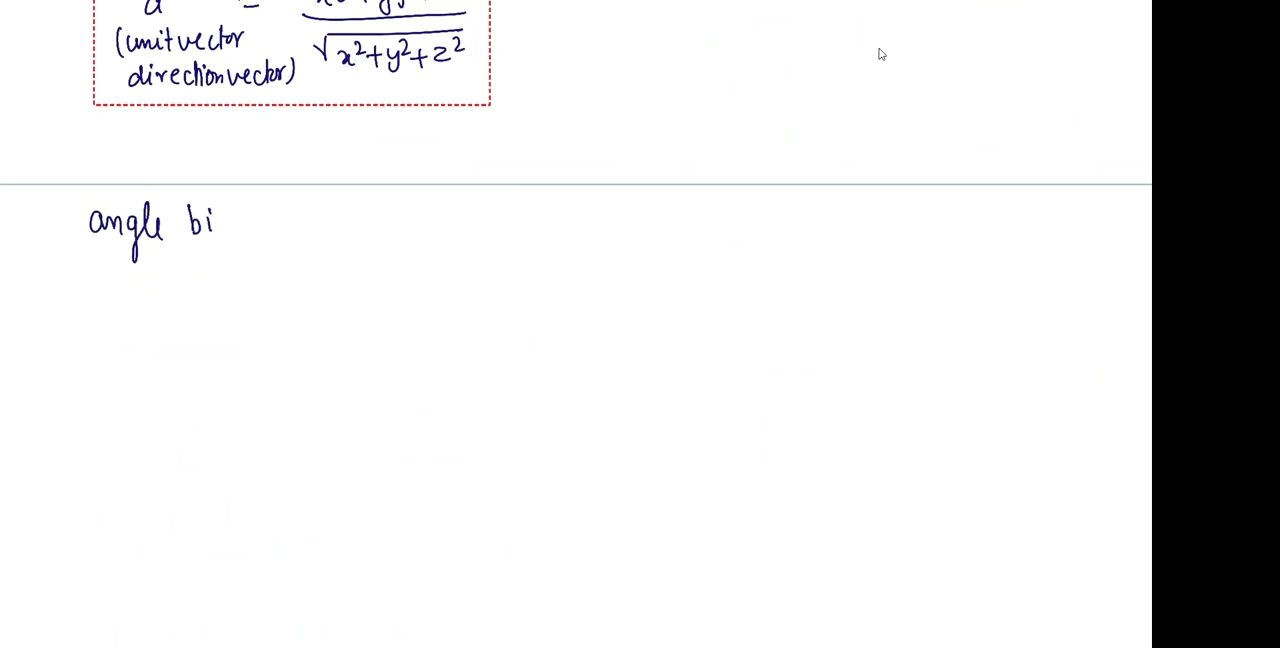 (unit vector
direction vector)
√x²+y²+z²
angle bi